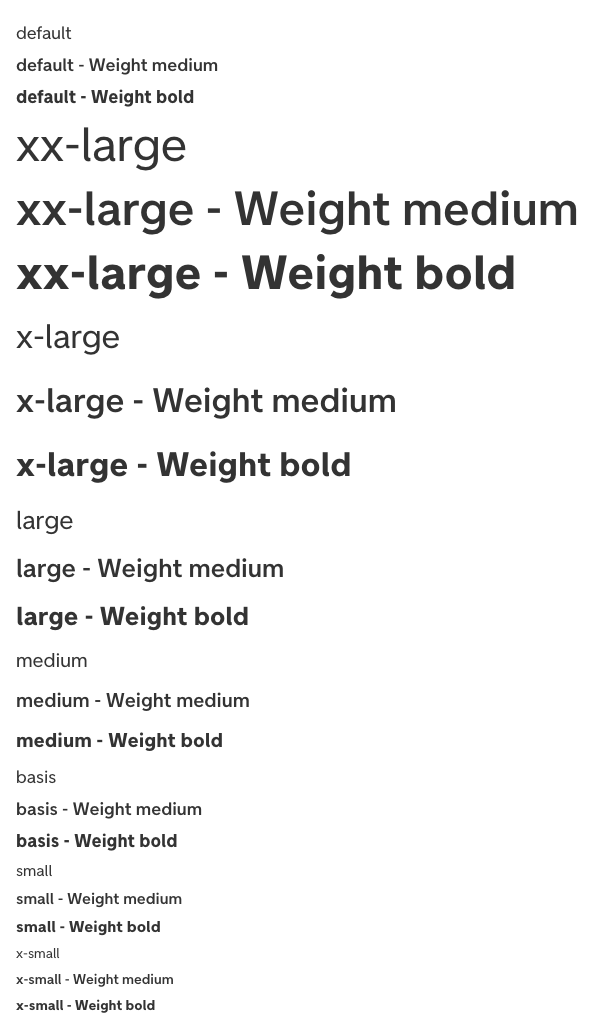 default
default - Weight medium
default - Weight bold
xx-large
xx-large - Weight medium
xx-large - Weight bold
x-large
x-large - Weight medium
x-large - Weight bold
large
large - Weight medium
large - Weight bold
medium
medium - Weight medium
medium - Weight bold
basis
basis - Weight medium
basis - Weight bold
small
small - Weight medium
small - Weight bold
x-small
x-small - Weight medium
x-small - Weight bold